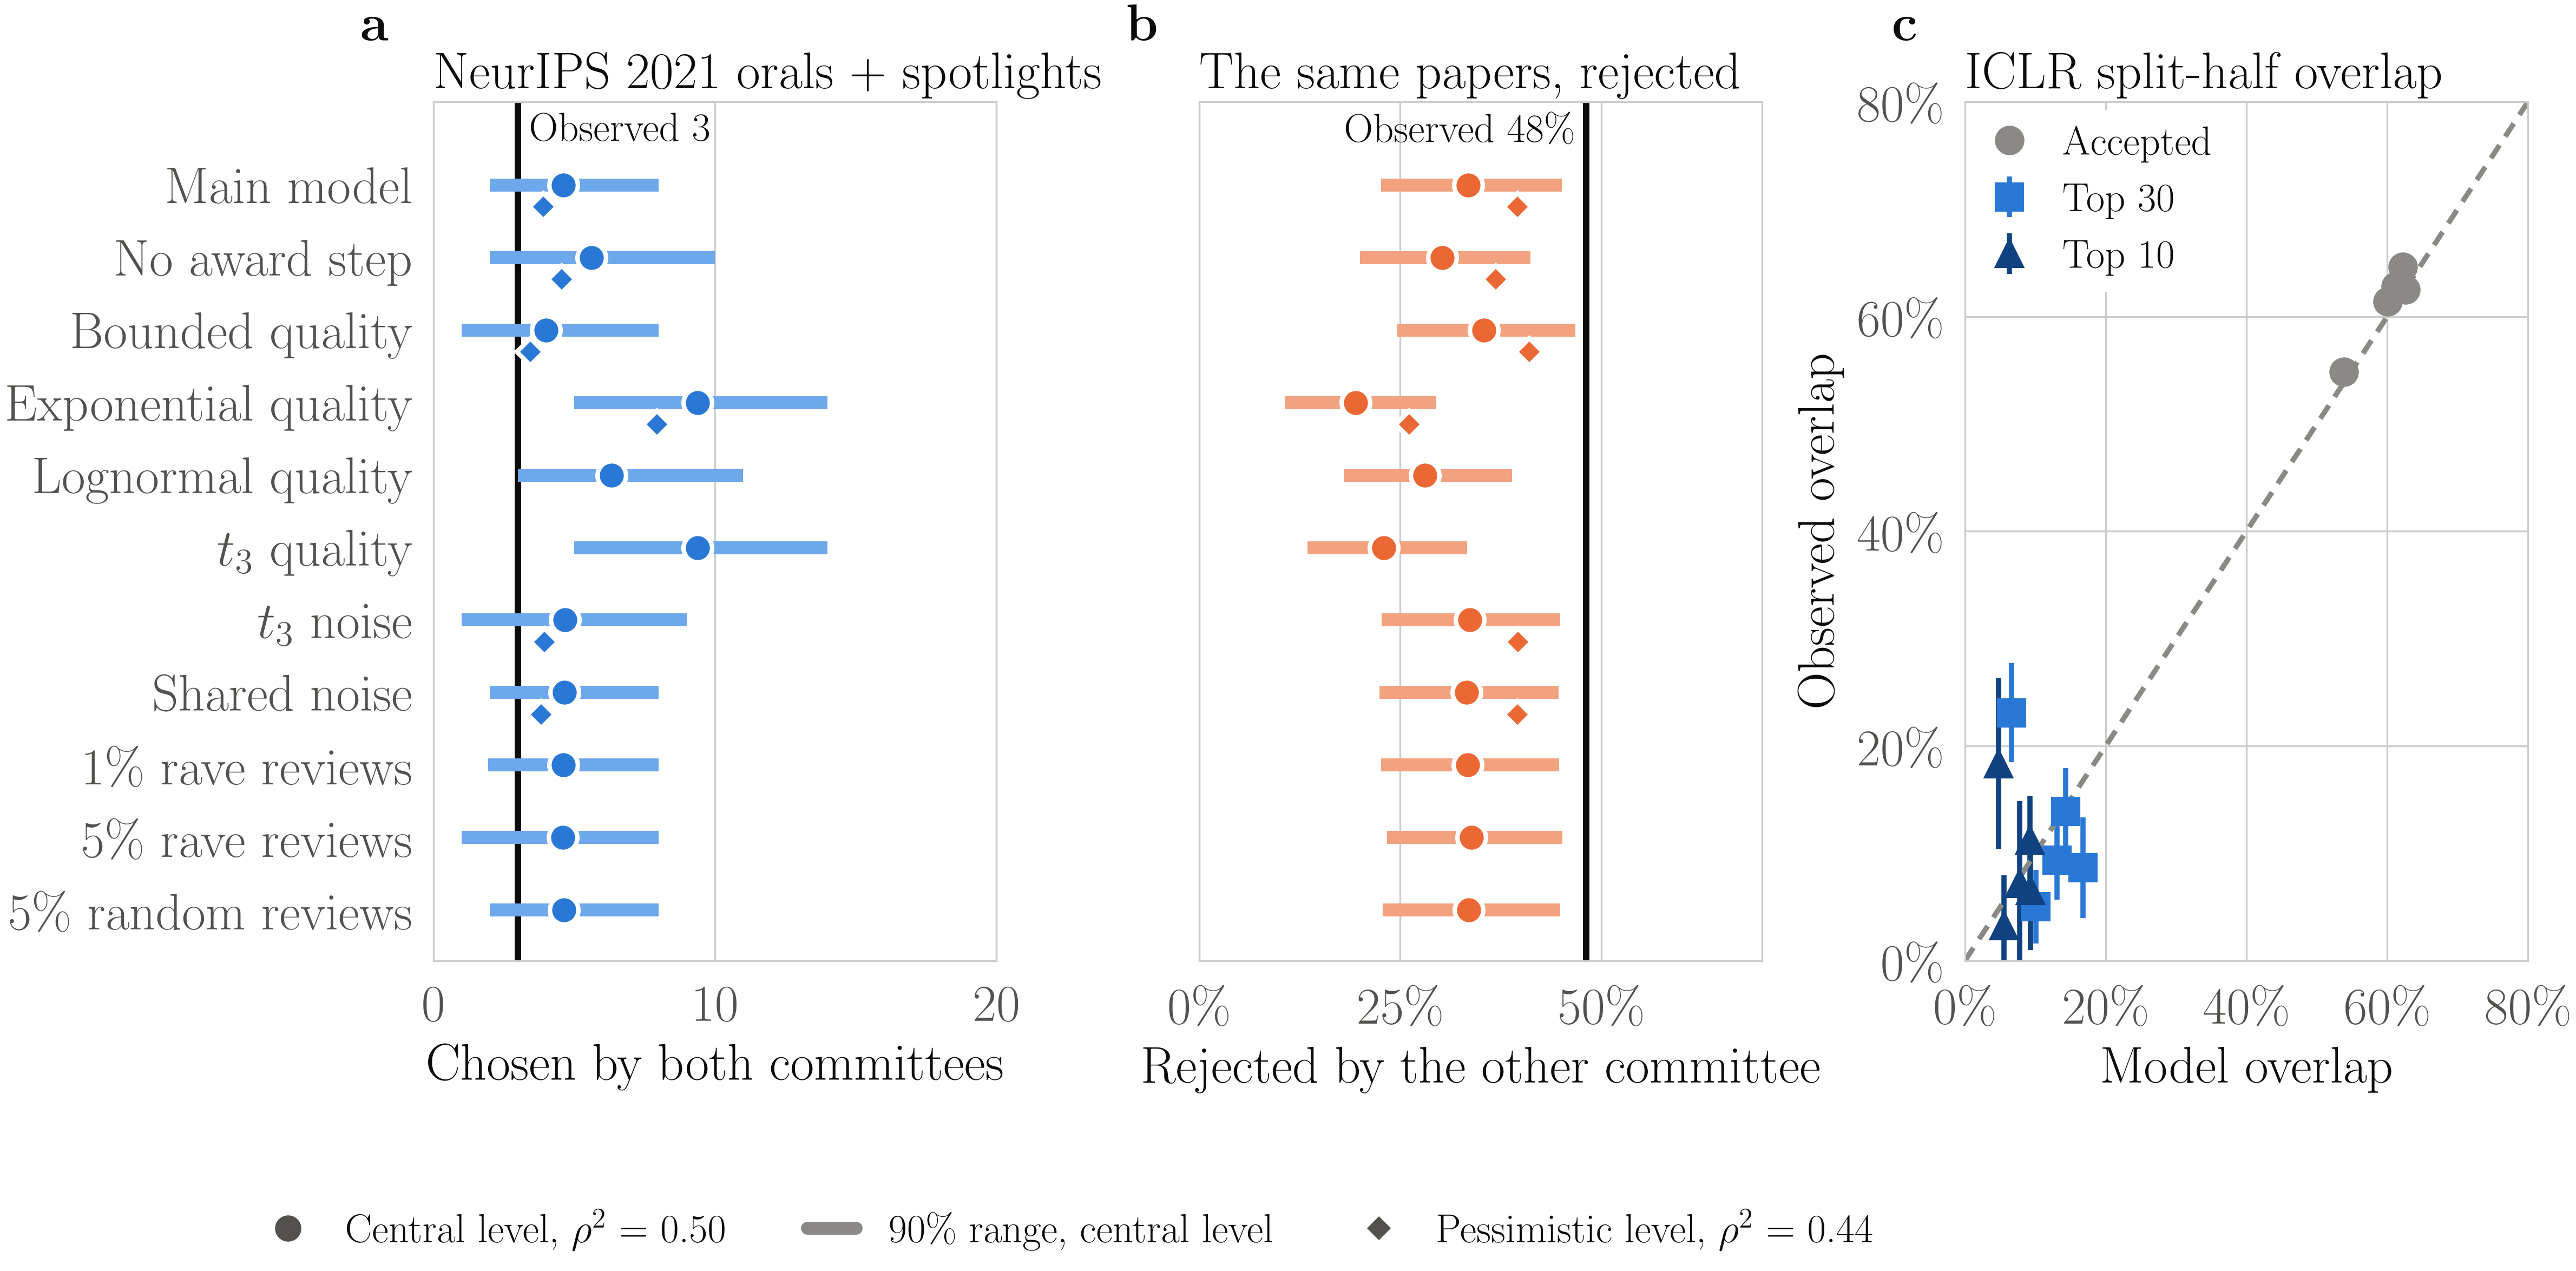 a
NeurIPS 2021 orals + spotlights
Observed 3
Main model
No award step
Bounded quality
Exponential quality
Lognormal quality
t₃ quality
t₃ noise
Shared noise
1% rave reviews
5% rave reviews
5% random reviews
0 10 20
Chosen by both committees
b
The same papers, rejected
Observed 48%
0% 25% 50%
Rejected by the other committee
c
ICLR split-half overlap
Accepted
Top 30
Top 10
80%
60%
40%
20%
0%
Observed overlap
0% 20% 40% 60% 80%
Model overlap
Central level, ρ² = 0.50
90% range, central level
Pessimistic level, ρ² = 0.44